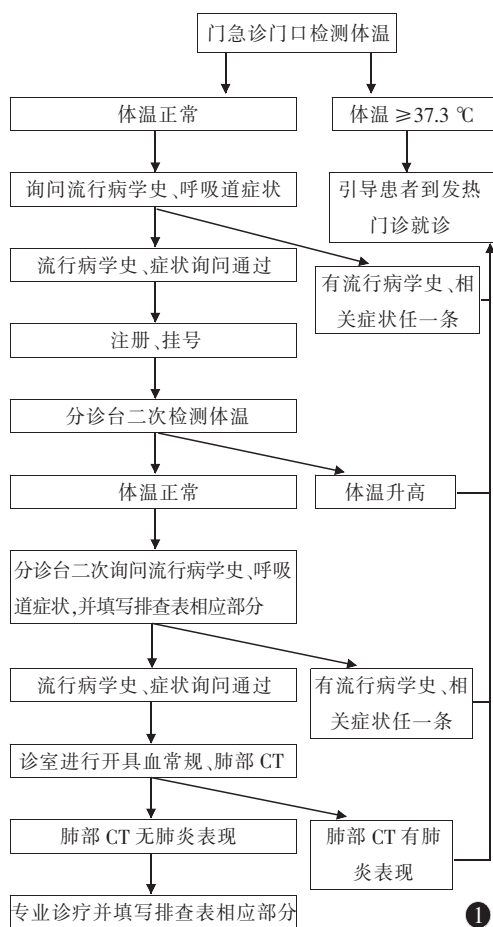 门急诊门口检测体温
体温正常
体温≥37.3 ℃
询问流行病学史、呼吸道症状
引导患者到发热
门诊就诊
流行病学史、症状询问通过
有流行病学史、相
关症状任一条
注册、挂号
分诊台二次检测体温
体温正常
体温升高
分诊台二次询问流行病学史、呼吸
道症状,并填写排查表相应部分
流行病学史、症状询问通过
有流行病学史、相
关症状任一条
诊室进行开具血常规、肺部 CT
肺部 CT 无肺炎表现
肺部 CT 有肺
炎表现
专业诊疗并填写排查表相应部分
❶